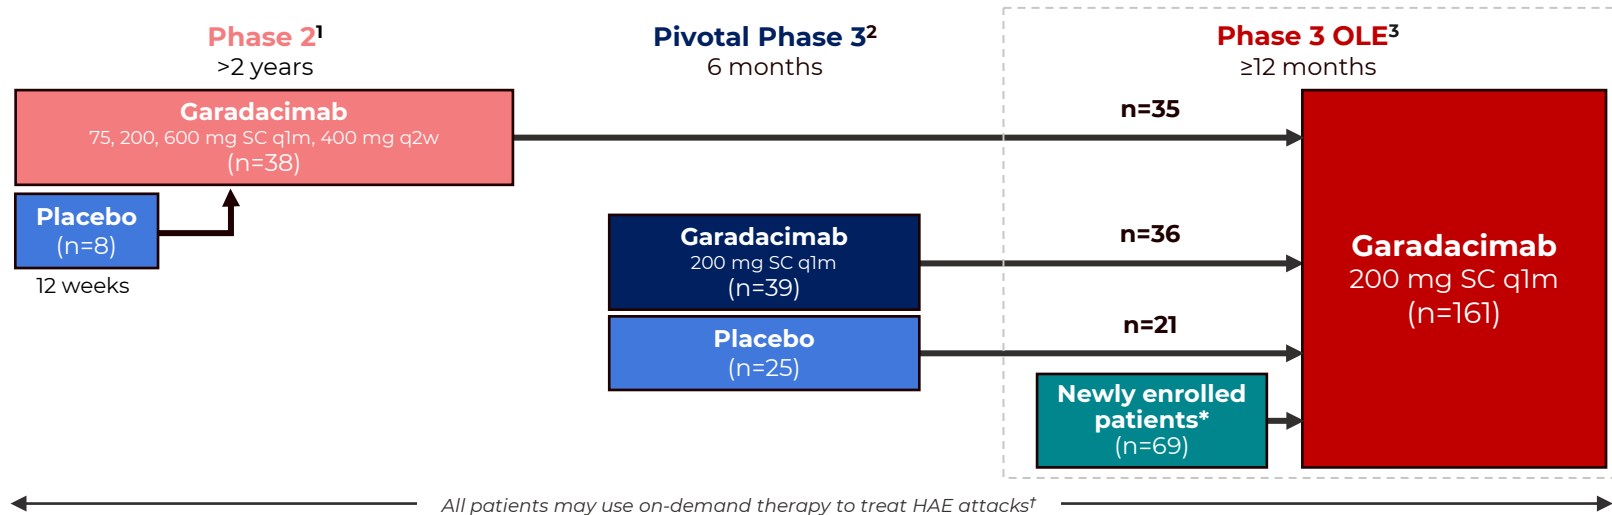 Phase 2¹
>2 years
Garadacimab
75, 200, 600 mg SC q1m, 400 mg q2w
(n=38)
Placebo
(n=8)
12 weeks
Pivotal Phase 3²
6 months
Garadacimab
200 mg SC q1m
(n=39)
Placebo
(n=25)
Phase 3 OLE³
≥12 months
n=35
n=36
n=21
Newly enrolled
patients*
(n=69)
Garadacimab
200 mg SC q1m
(n=161)
All patients may use on-demand therapy to treat HAE attacks†